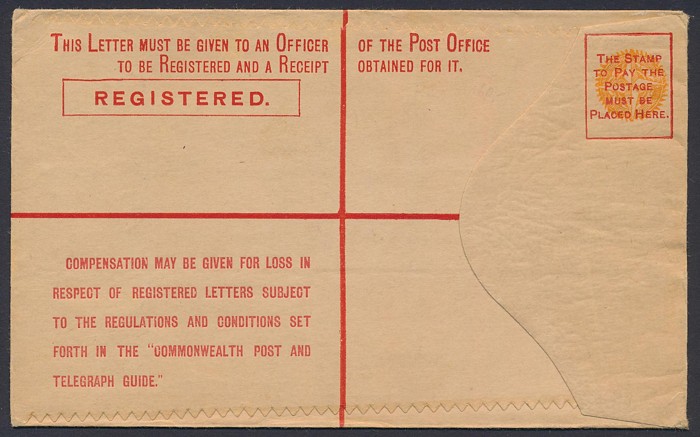 THIS LETTER MUST BE GIVEN TO AN OFFICER OF THE POST OFFICE
TO BE REGISTERED AND A RECEIPT OBTAINED FOR IT.
REGISTERED.
THE STAMP
TO PAY THE
POSTAGE
MUST BE
PLACED HERE.
COMPENSATION MAY BE GIVEN FOR LOSS IN
RESPECT OF REGISTERED LETTERS SUBJECT
TO THE REGULATIONS AND CONDITIONS SET
FORTH IN THE "COMMONWEALTH POST AND
TELEGRAPH GUIDE."